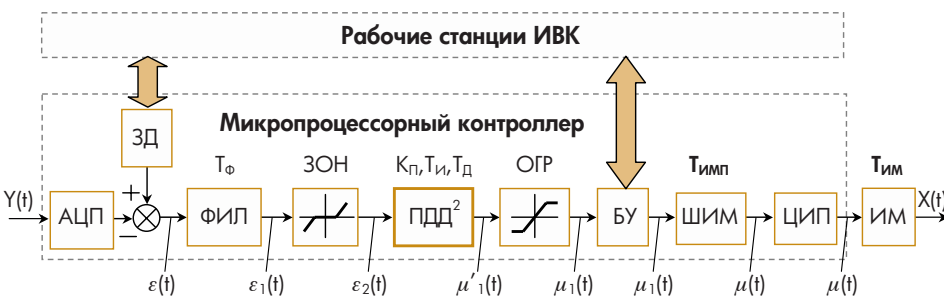 Рабочие станции ИВК
Микропроцессорный контроллер
ЗД
Tф ЗОН Kп,Tи,Tд ОГР Tимп Tим
Y(t) АЦП + − ФИЛ ПДД² БУ ШИМ ЦИП ИМ X(t)
ε(t) ε₁(t) ε₂(t) μ'₁(t) μ₁(t) μ₁(t) μ(t) μ(t)